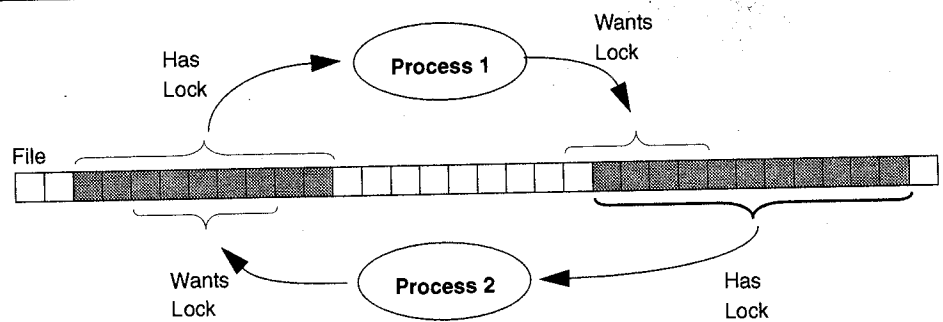 Has
Lock
Process 1
Wants
Lock
File
Wants
Lock
Process 2
Has
Lock